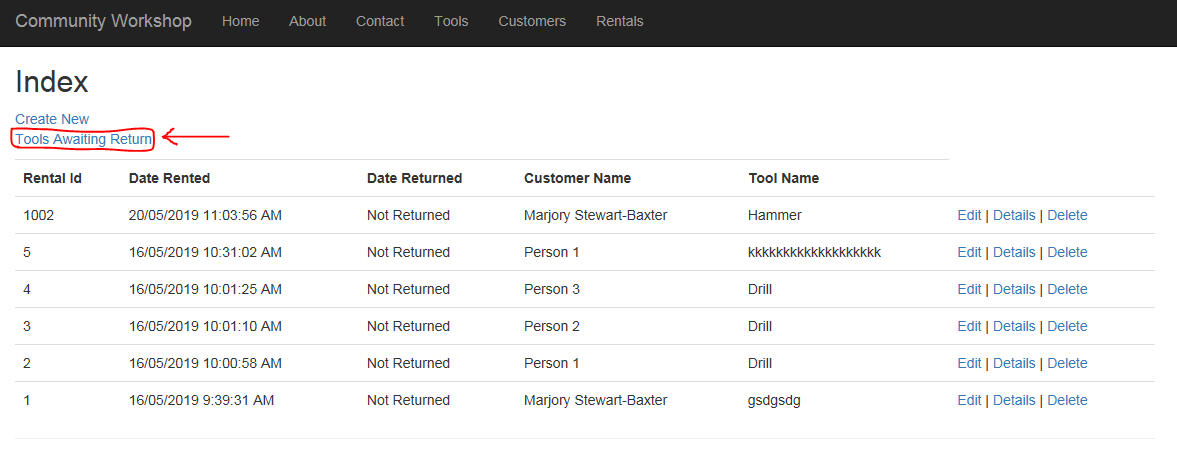 Community Workshop Home About Contact Tools Customers Rentals
Index
Create New
Tools Awaiting Return
Rental Id Date Rented Date Returned Customer Name Tool Name
1002 20/05/2019 11:03:56 AM Not Returned Marjory Stewart-Baxter Hammer Edit | Details | Delete
5 16/05/2019 10:31:02 AM Not Returned Person 1 kkkkkkkkkkkkkkkkkkk Edit | Details | Delete
4 16/05/2019 10:01:25 AM Not Returned Person 3 Drill Edit | Details | Delete
3 16/05/2019 10:01:10 AM Not Returned Person 2 Drill Edit | Details | Delete
2 16/05/2019 10:00:58 AM Not Returned Person 1 Drill Edit | Details | Delete
1 16/05/2019 9:39:31 AM Not Returned Marjory Stewart-Baxter gsdgsdg Edit | Details | Delete